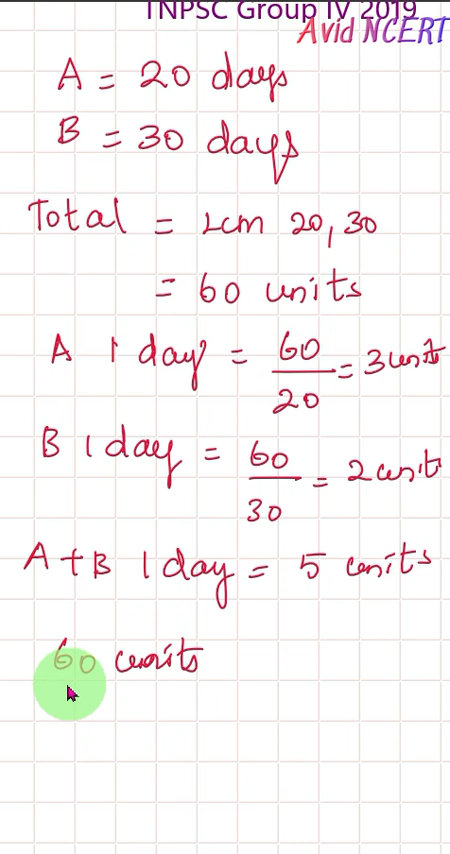 TNPSC Group IV 2019
Avid NCERT
A = 20 days
B = 30 days
Total = Lcm 20, 30
= 60 units
A 1 day = 60/20 = 3 units
B 1 day = 60/30 = 2 units
A+B 1 day = 5 units
60 units